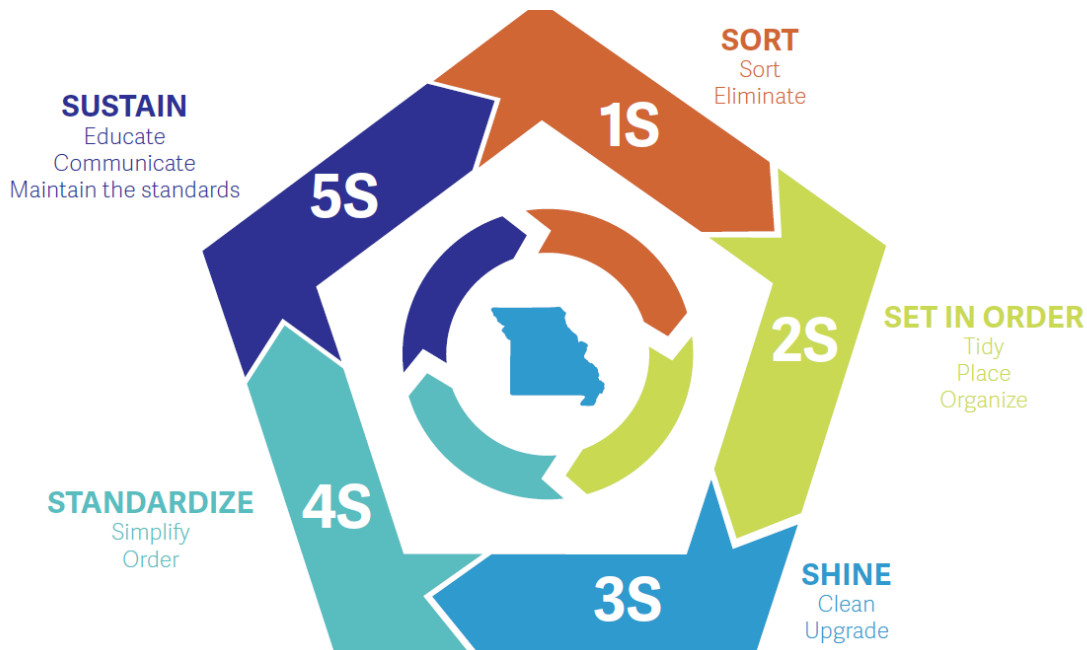 SORT
Sort
Eliminate
1S
SET IN ORDER
Tidy
Place
Organize
2S
SHINE
Clean
Upgrade
3S
STANDARDIZE
Simplify
Order
4S
SUSTAIN
Educate
Communicate
Maintain the standards
5S